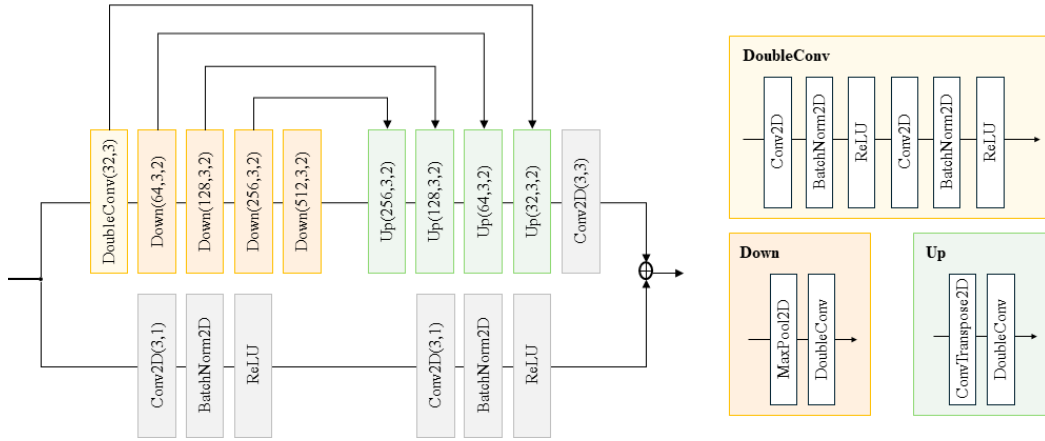 DoubleConv(32,3)
Down(64,3,2)
Down(128,3,2)
Down(256,3,2)
Down(512,3,2)
Up(256,3,2)
Up(128,3,2)
Up(64,3,2)
Up(32,3,2)
Conv2D(3,3)
Conv2D(3,1)
BatchNorm2D
ReLU
Conv2D(3,1)
BatchNorm2D
ReLU
DoubleConv
Conv2D
BatchNorm2D
ReLU
Conv2D
BatchNorm2D
ReLU
Down
MaxPool2D
DoubleConv
Up
ConvTranspose2D
DoubleConv